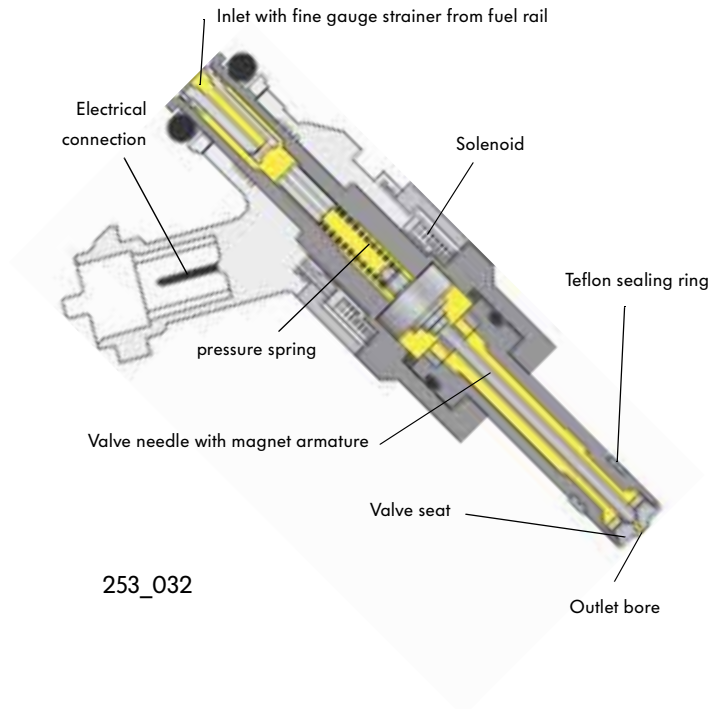 Inlet with fine gauge strainer from fuel rail
Electrical
connection
Solenoid
Teflon sealing ring
pressure spring
Valve needle with magnet armature
Valve seat
253_032
Outlet bore